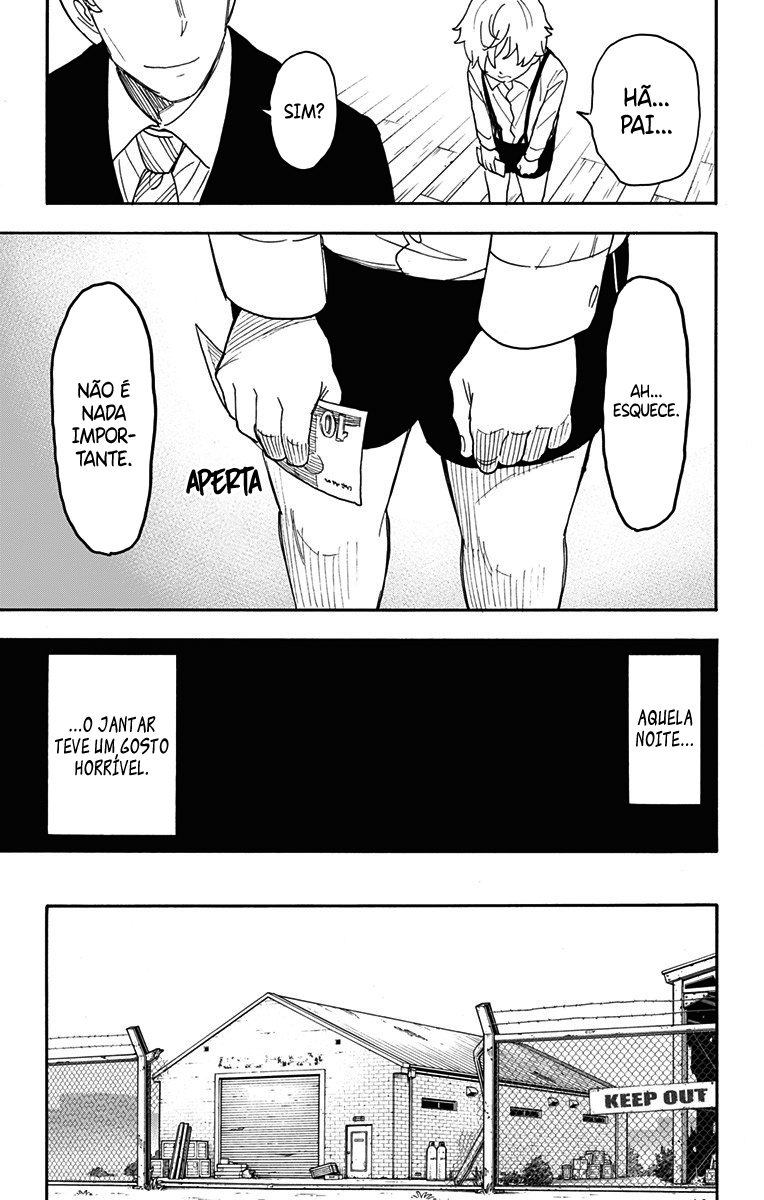 HÃ...
PAI...
SIM?
AH...
ESQUECE.
NÃO É
NADA
IMPOR-
TANTE.
APERTA
10
AQUELA
NOITE...
...O JANTAR
TEVE UM GOSTO
HORRÍVEL.
KEEP OUT